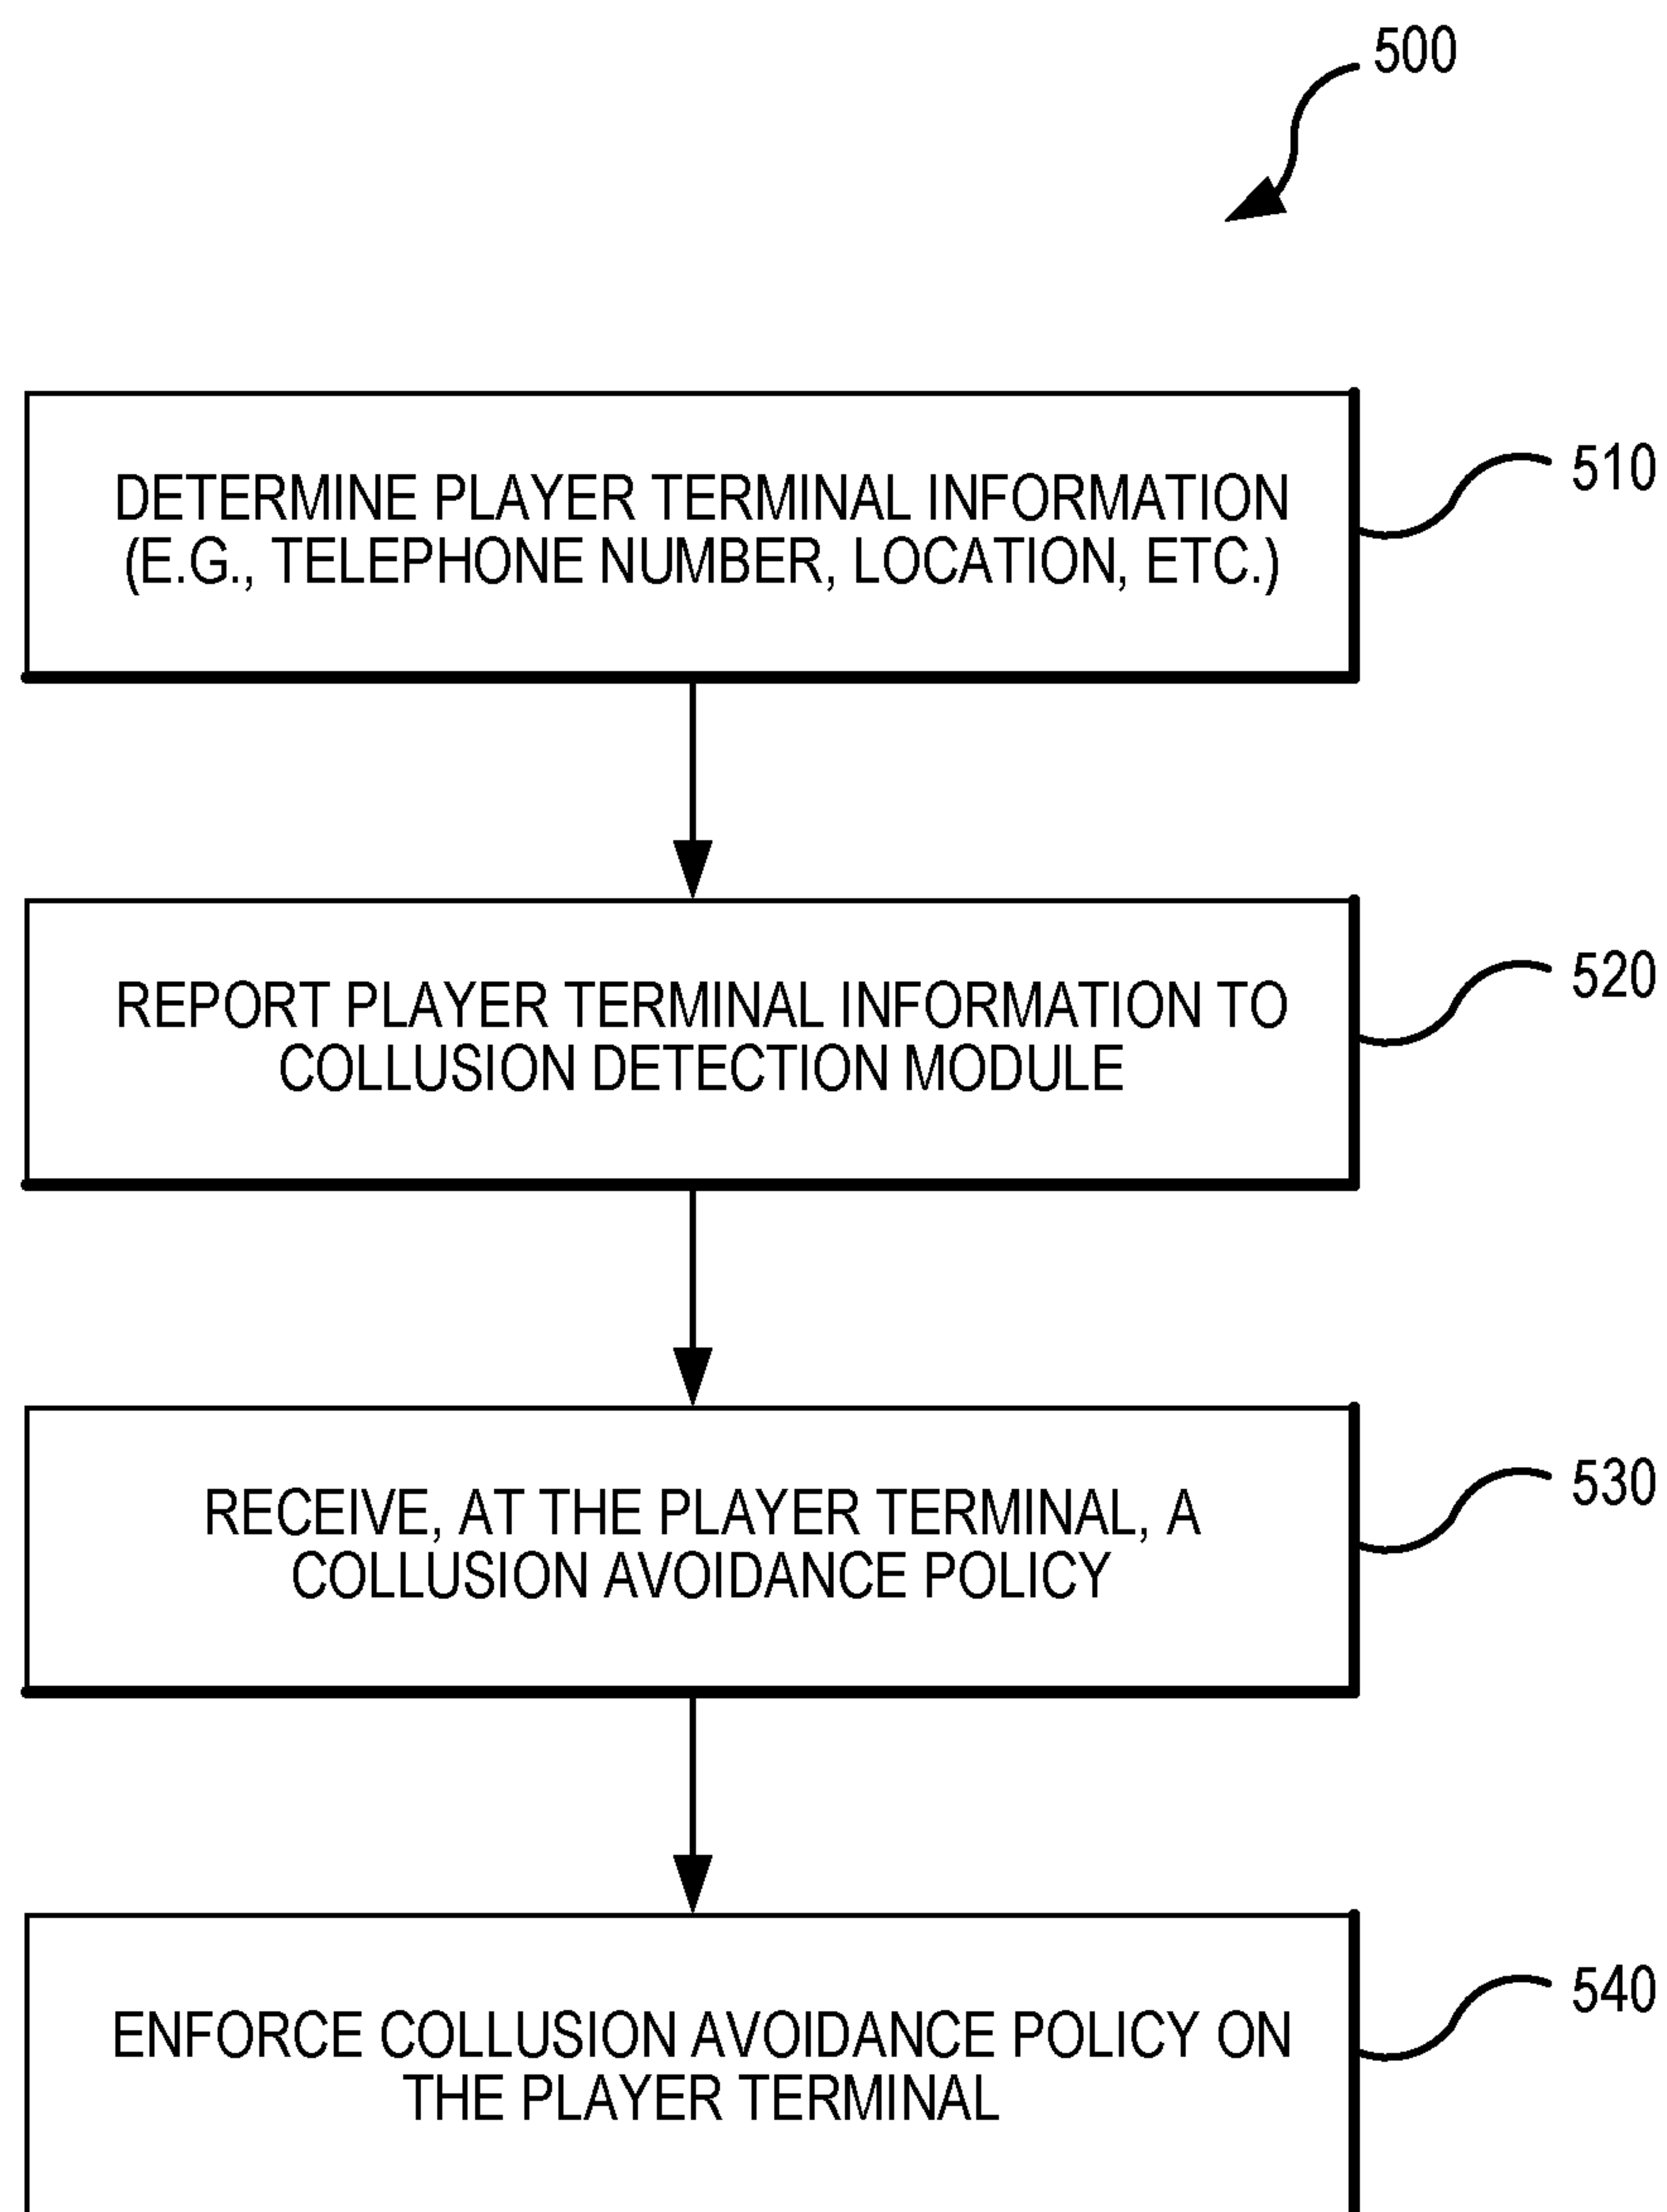 500
DETERMINE PLAYER TERMINAL INFORMATION
(E.G., TELEPHONE NUMBER, LOCATION, ETC.)
510
REPORT PLAYER TERMINAL INFORMATION TO
COLLUSION DETECTION MODULE
520
RECEIVE, AT THE PLAYER TERMINAL, A
COLLUSION AVOIDANCE POLICY
530
ENFORCE COLLUSION AVOIDANCE POLICY ON
THE PLAYER TERMINAL
540